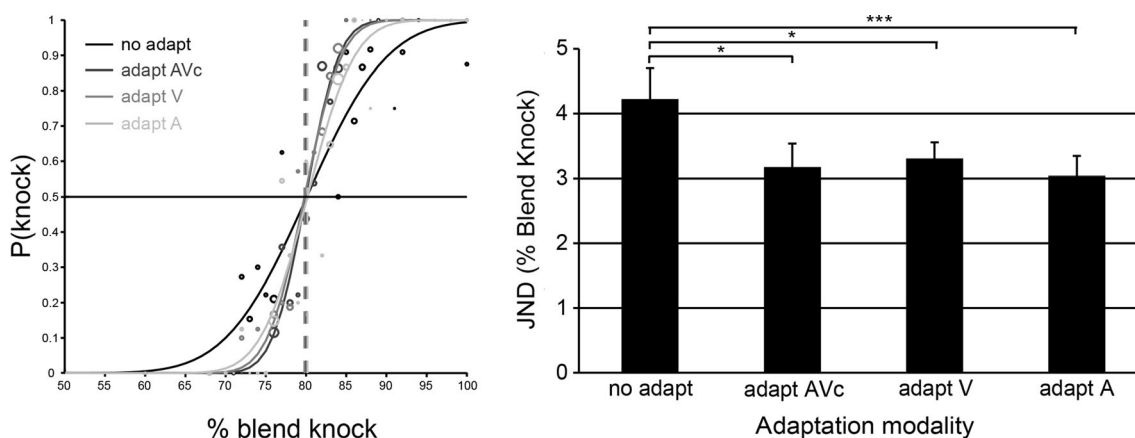 1
0.9
0.8
0.7
0.6
0.5
0.4
0.3
0.2
0.1
0
P(knock)
no adapt
adapt AVc
adapt V
adapt A
50 55 60 65 70 75 80 85 90 95 100
% blend knock
***
*
*
5
4
3
2
1
0
JND (% Blend Knock)
no adapt adapt AVc adapt V adapt A
Adaptation modality